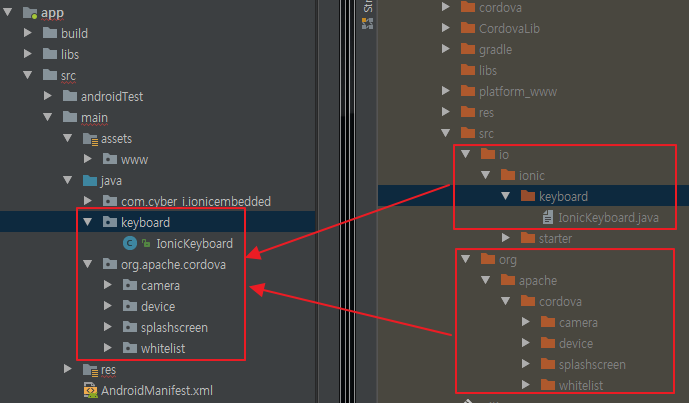 app
build
libs
src
androidTest
main
assets
www
java
com.cyber_i.ionicembedded
keyboard
IonicKeyboard
org.apache.cordova
camera
device
splashscreen
whitelist
res
AndroidManifest.xml
cordova
CordovaLib
gradle
libs
platform_www
res
src
io
ionic
keyboard
IonicKeyboard.java
starter
org
apache
cordova
camera
device
splashscreen
whitelist